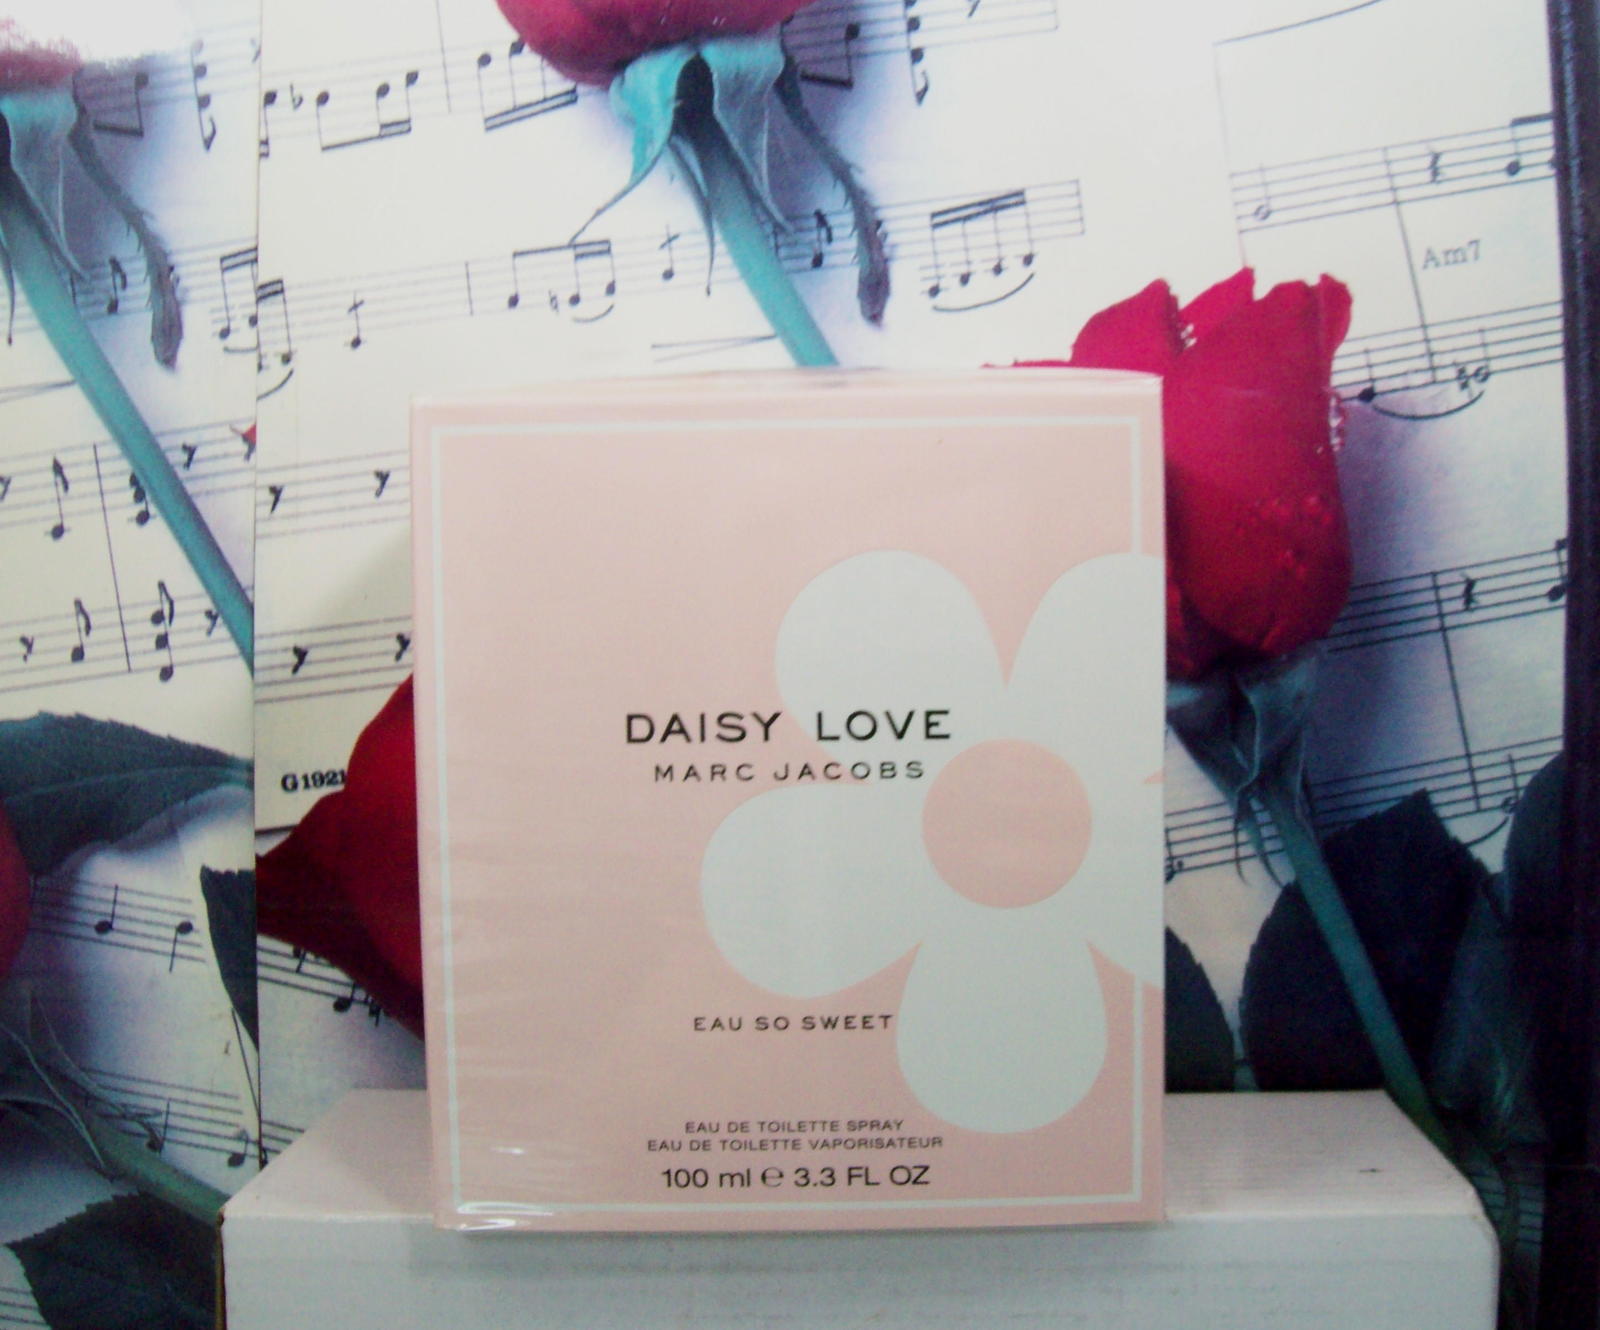 Am7
G1921
DAISY LOVE
MARC JACOBS
EAU SO SWEET
EAU DE TOILETTE SPRAY
EAU DE TOILETTE VAPORISATEUR
100 ml ℮ 3.3 FL OZ